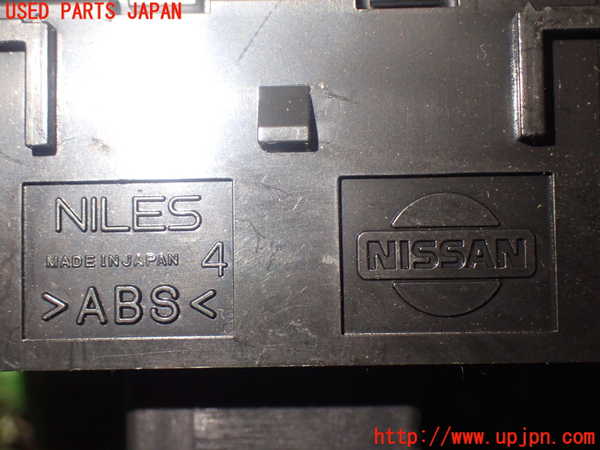 USED PARTS JAPAN
NILES
MADE IN JAPAN 4
>ABS<
NISSAN
http://www.upjpn.com